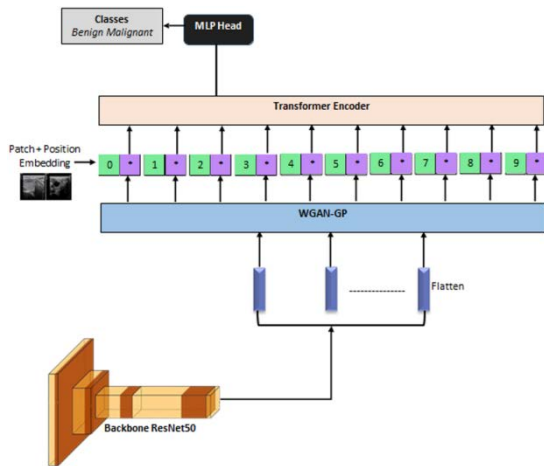 Classes
Benign Malignant
MLP Head
Transformer Encoder
Patch + Position
Embedding
0 * 1 * 2 * 3 * 4 * 5 * 6 * 7 * 8 * 9 *
WGAN-GP
Flatten
Backbone ResNet50